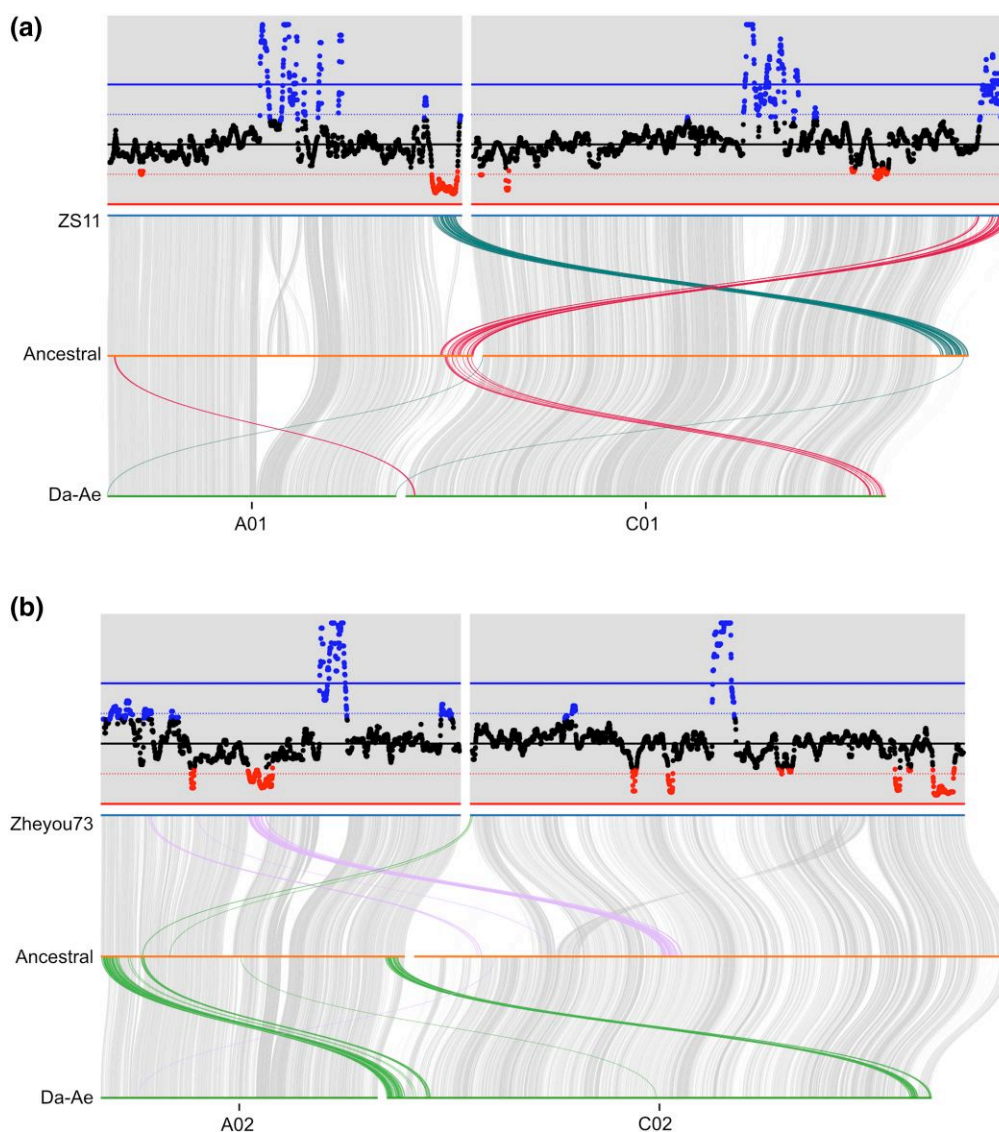 (a)
ZS11
Ancestral
Da-Ae
A01 C01
(b)
Zheyou73
Ancestral
Da-Ae
A02 C02